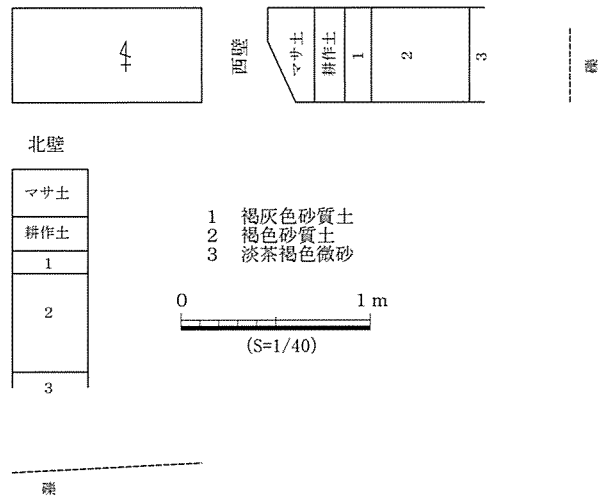 西壁
マサ土
耕作土
1
2
3
礫
北壁
マサ土
耕作土
1
2
3
礫
1 褐灰色砂質土
2 褐色砂質土
3 淡茶褐色微砂
0 1 m
(S=1/40)